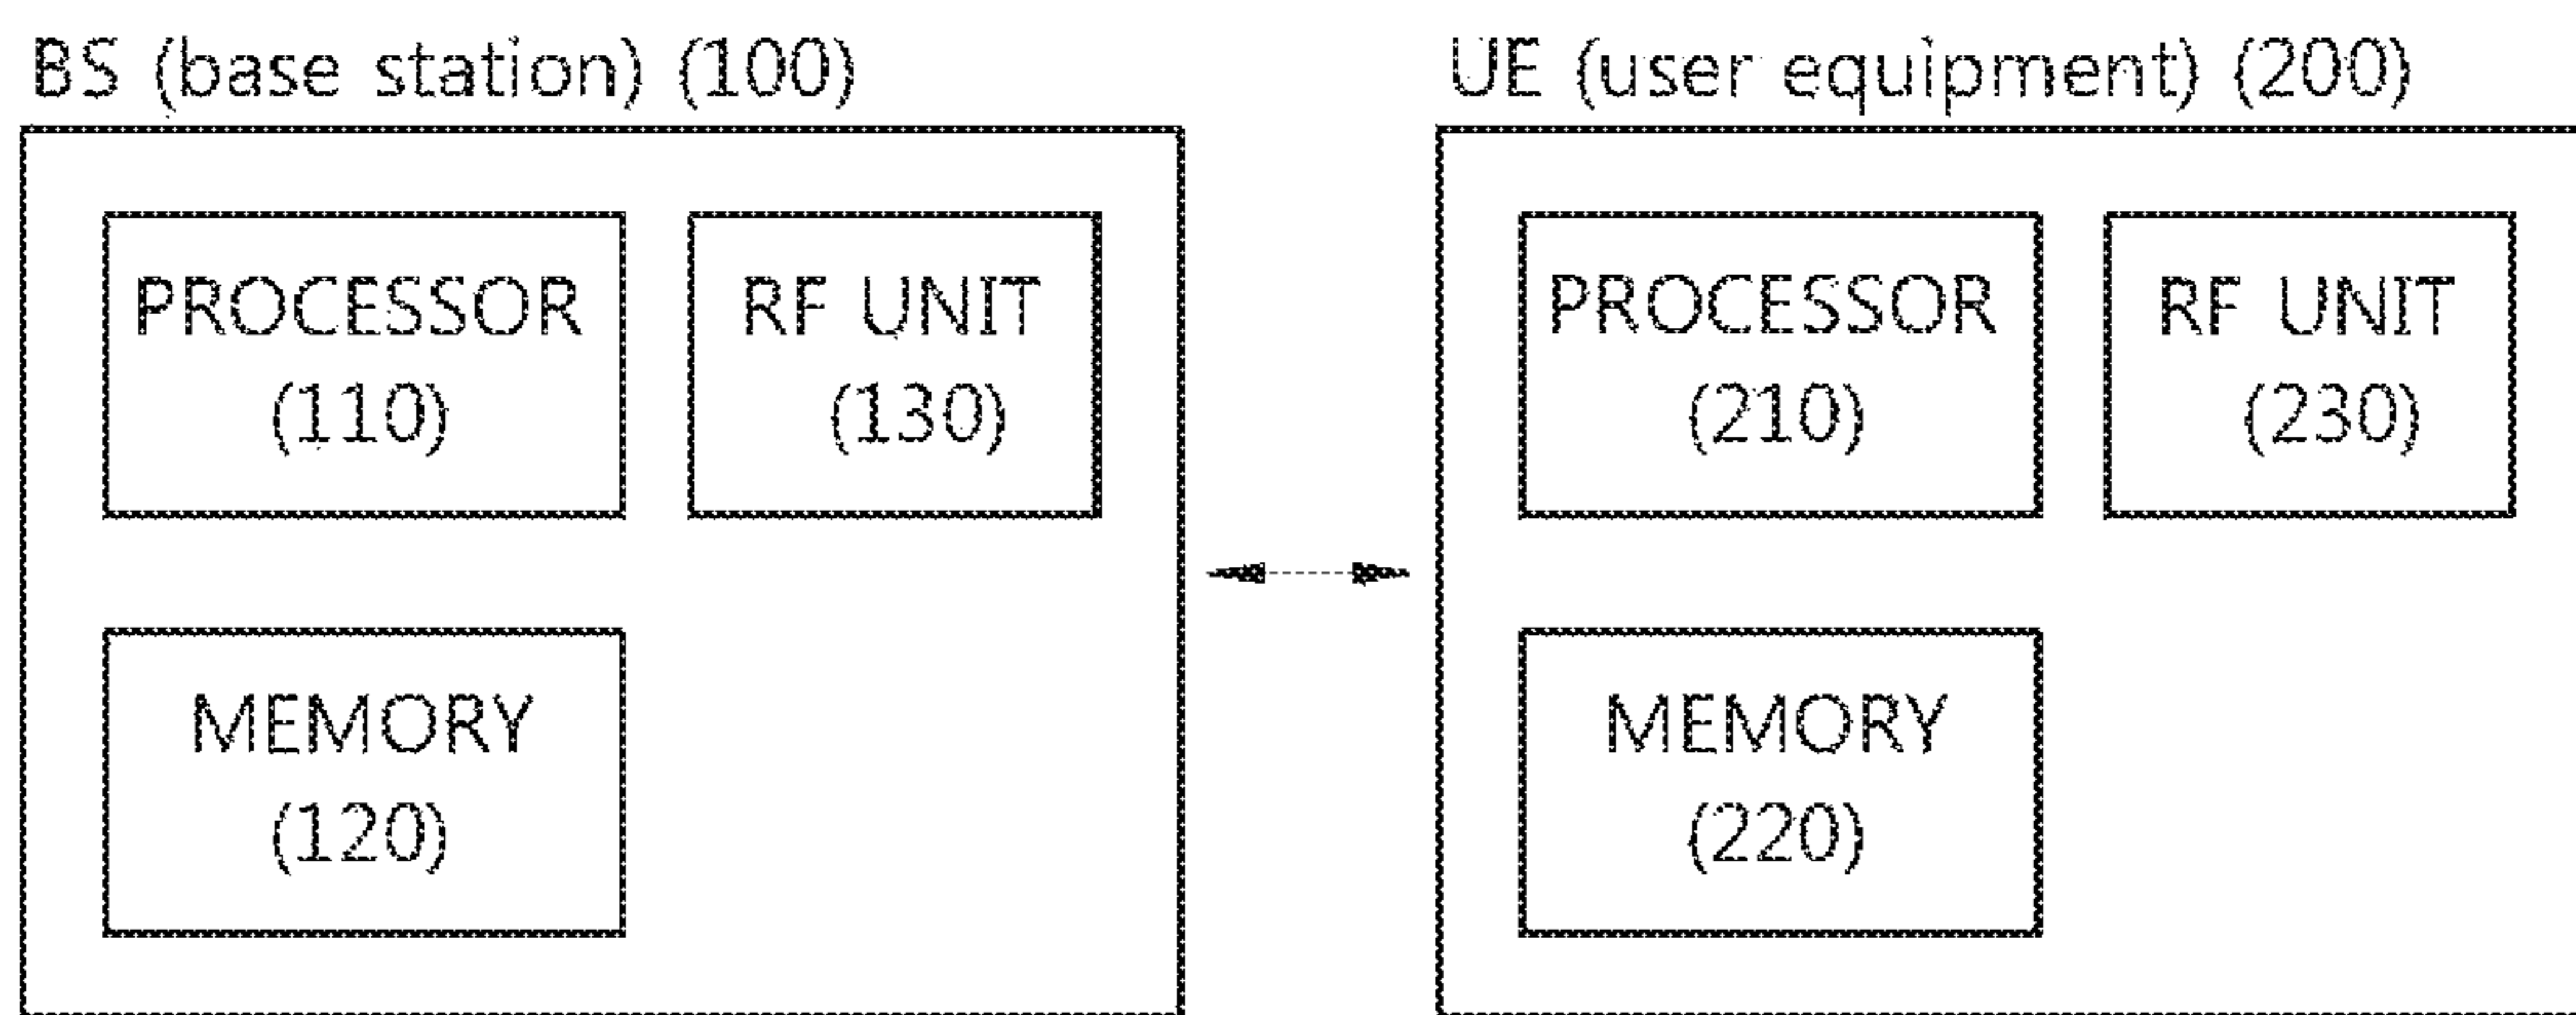 BS (base station) (100)
PROCESSOR
(110)
RF UNIT
(130)
MEMORY
(120)
UE (user equipment) (200)
PROCESSOR
(210)
RF UNIT
(230)
MEMORY
(220)